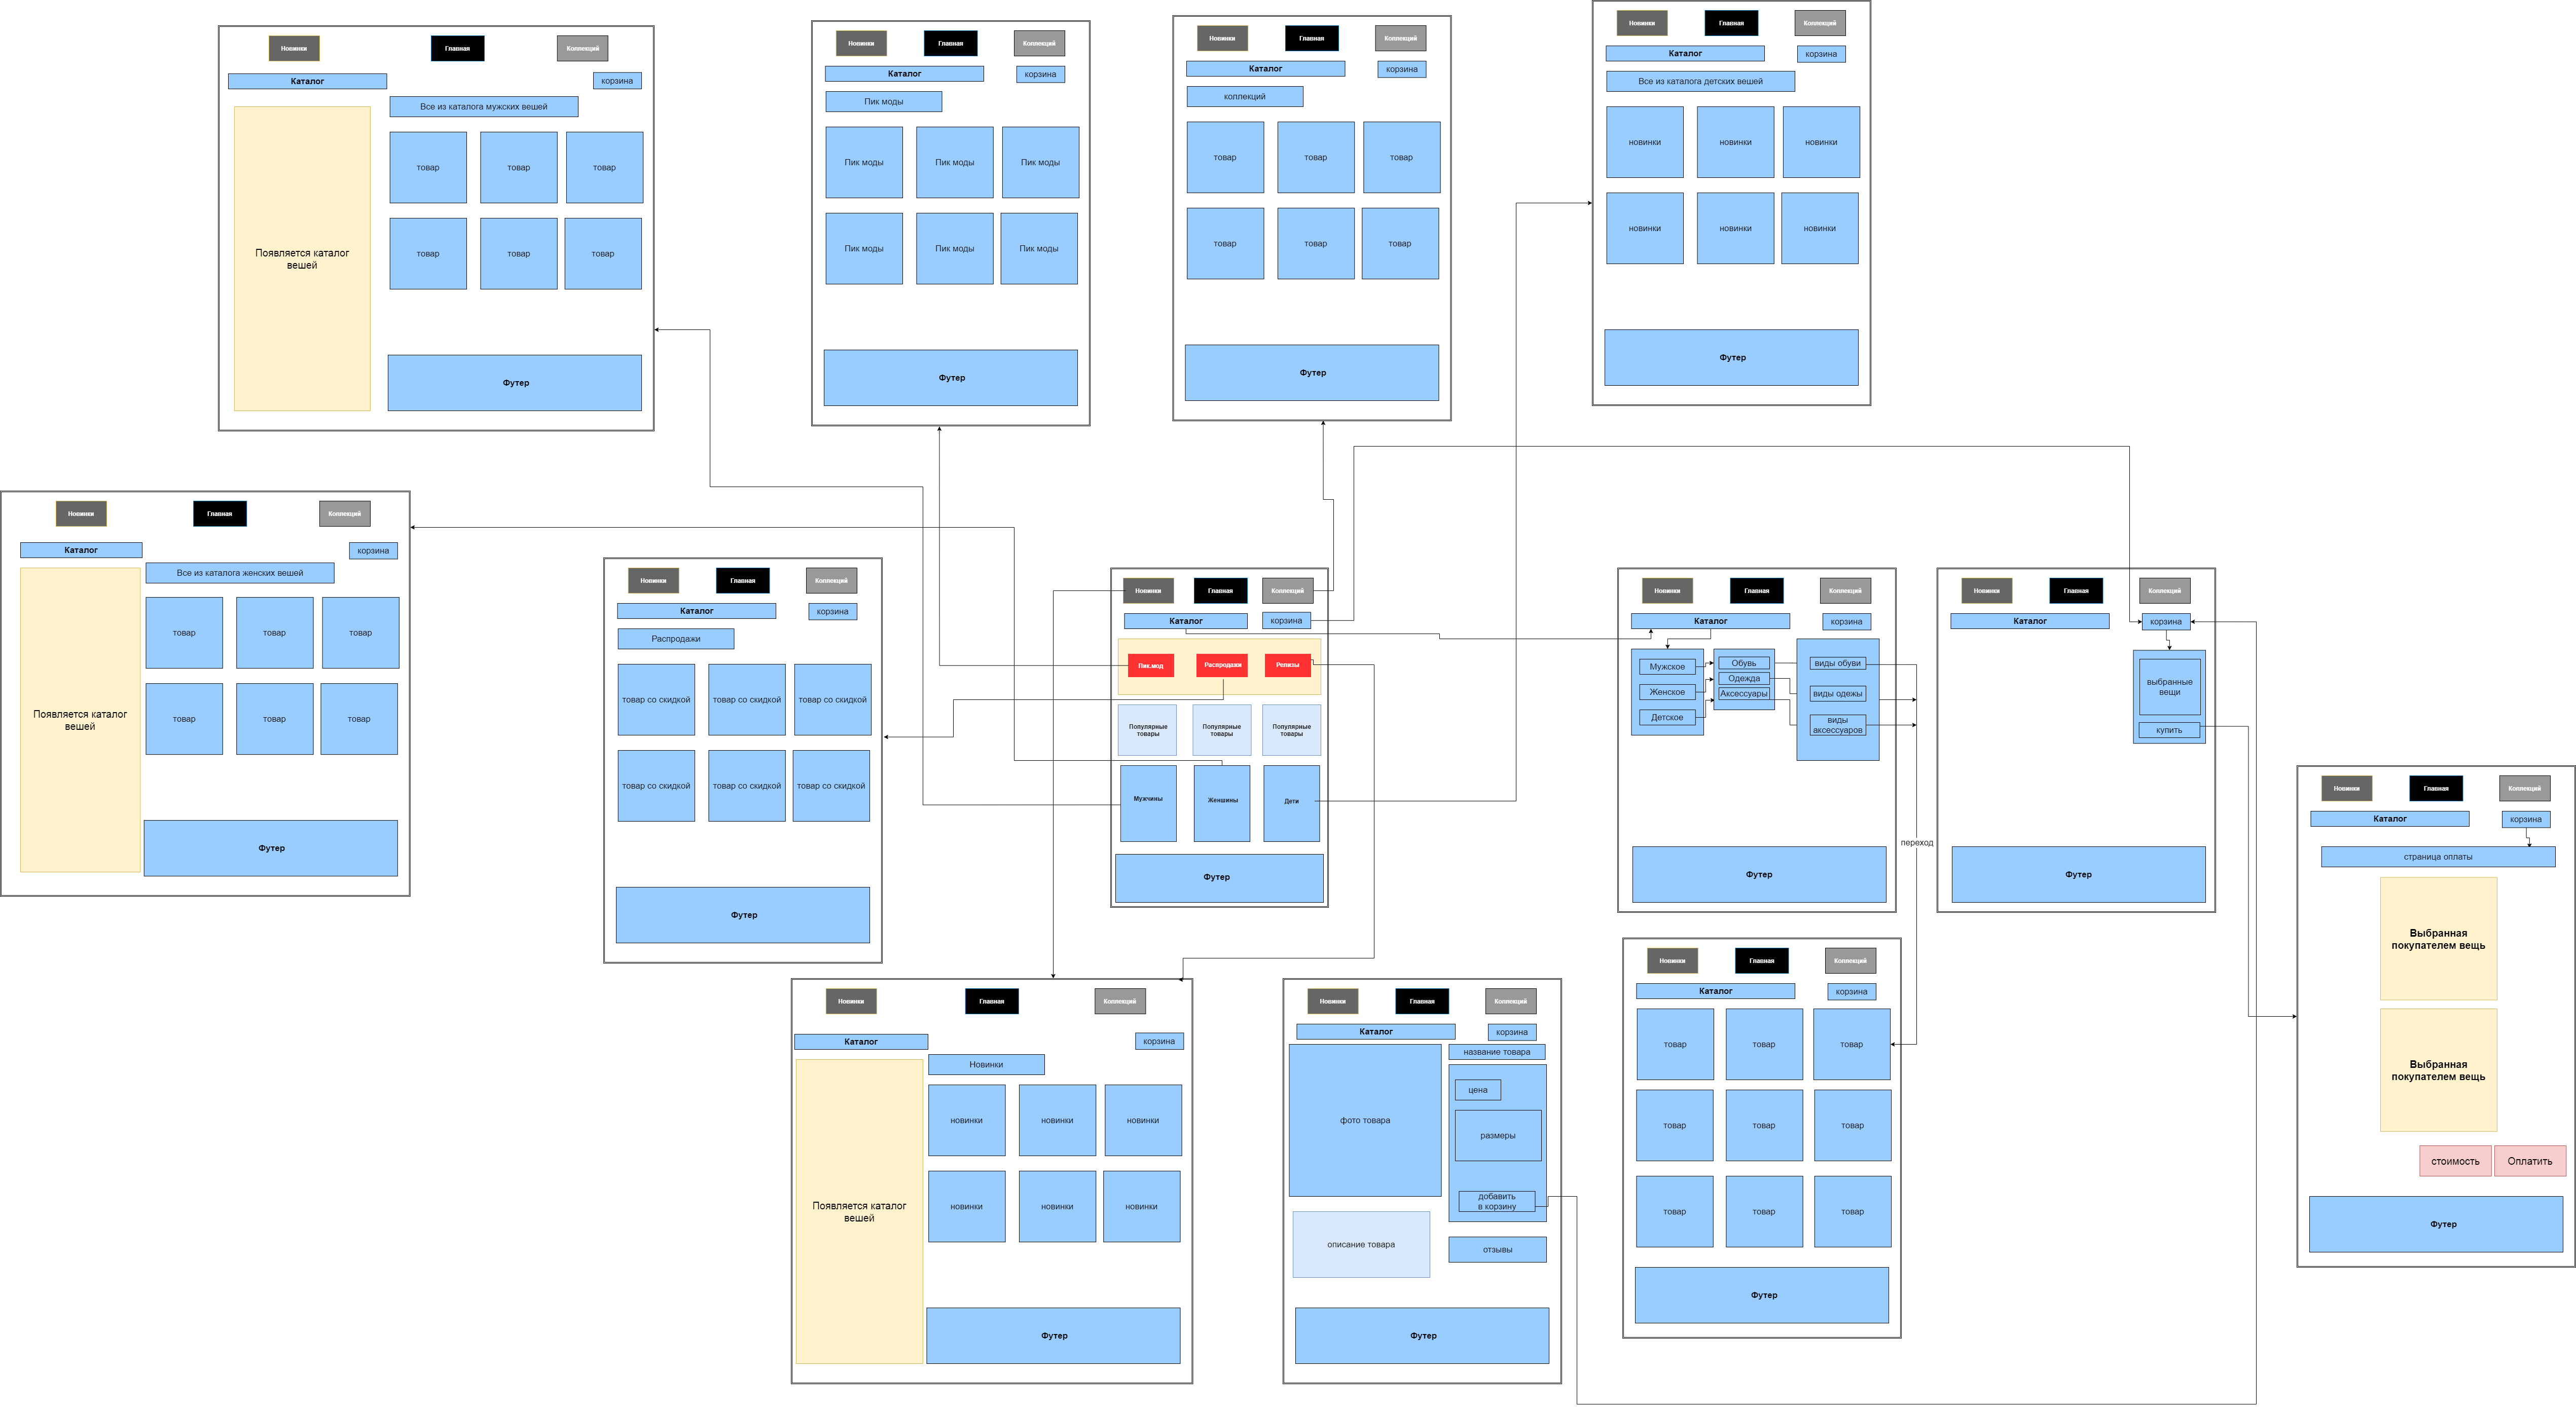 Новинки
Главная
Коллекций
Каталог
корзина
Все из каталога мужских вешей
Появляется каталог
вешей
товар
товар
товар
товар
товар
товар
Футер
Новинки
Главная
Коллекций
Каталог
корзина
Пик моды
Пик моды
Пик моды
Пик моды
Пик моды
Пик моды
Пик моды
Футер
Новинки
Главная
Коллекций
Каталог
корзина
коллекций
товар
товар
товар
товар
товар
товар
Футер
Новинки
Главная
Коллекций
Каталог
корзина
Все из каталога детских вешей
новинки
новинки
новинки
новинки
новинки
новинки
Футер
Новинки
Главная
Коллекций
Каталог
корзина
Все из каталога женских вешей
Появляется каталог
вешей
товар
товар
товар
товар
товар
товар
Футер
Новинки
Главная
Коллекций
Каталог
корзина
Распродажи
товар со скидкой
товар со скидкой
товар со скидкой
товар со скидкой
товар со скидкой
товар со скидкой
Футер
Новинки
Главная
Коллекций
Каталог
корзина
Пик.мод
Распродажи
Релизы
Популярные
товары
Популярные
товары
Популярные
товары
Мужчины
Женшины
Дети
Футер
Новинки
Главная
Коллекций
Каталог
корзина
Мужское
Женское
Детское
Обувь
Одежда
Аксессуары
виды обуви
виды одежы
виды
аксессуаров
Футер
переход
Новинки
Главная
Коллекций
Каталог
корзина
выбранные
вещи
купить
Футер
Новинки
Главная
Коллекций
Каталог
корзина
страница оплаты
Выбранная
покупателем вещь
Выбранная
покупателем вещь
стоимость
Оплатить
Футер
Новинки
Главная
Коллекций
Каталог
корзина
Новинки
Появляется каталог
вешей
новинки
новинки
новинки
новинки
новинки
новинки
Футер
Новинки
Главная
Коллекций
Каталог
корзина
фото товара
название товара
цена
размеры
добавить
в корзину
описание товара
отзывы
Футер
Новинки
Главная
Коллекций
Каталог
корзина
товар
товар
товар
товар
товар
товар
товар
товар
товар
Футер